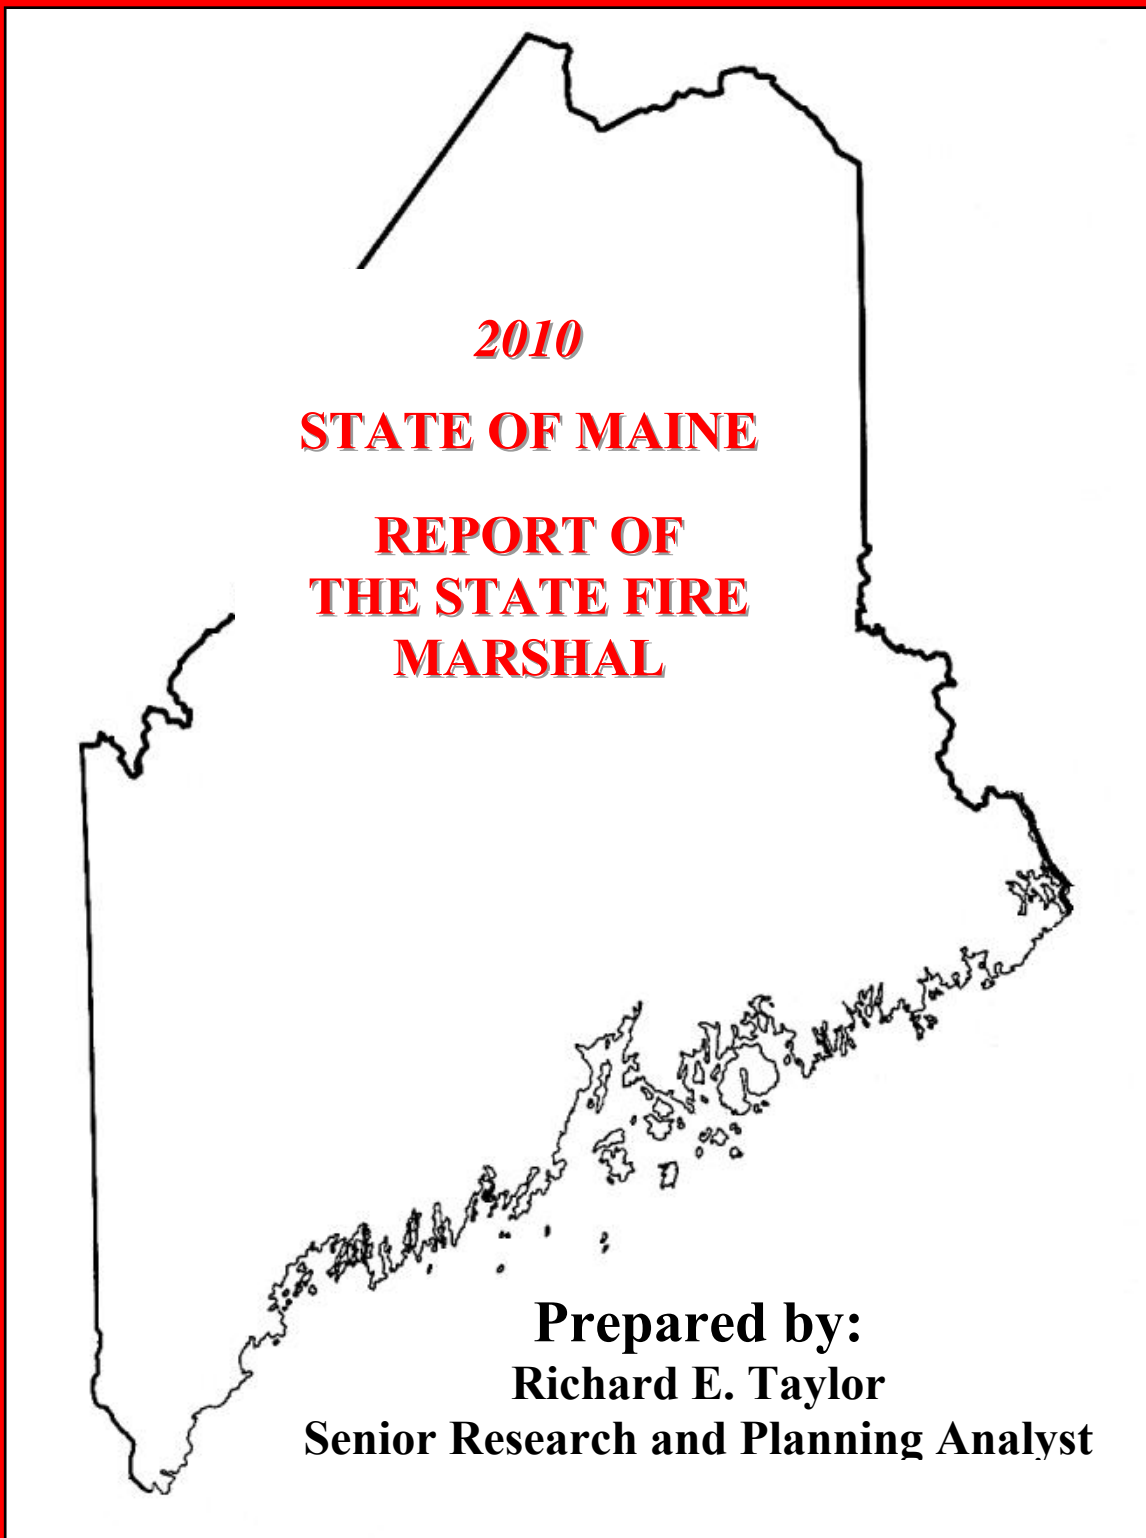 2010
STATE OF MAINE
REPORT OF
THE STATE FIRE
MARSHAL
Prepared by:
Richard E. Taylor
Senior Research and Planning Analyst